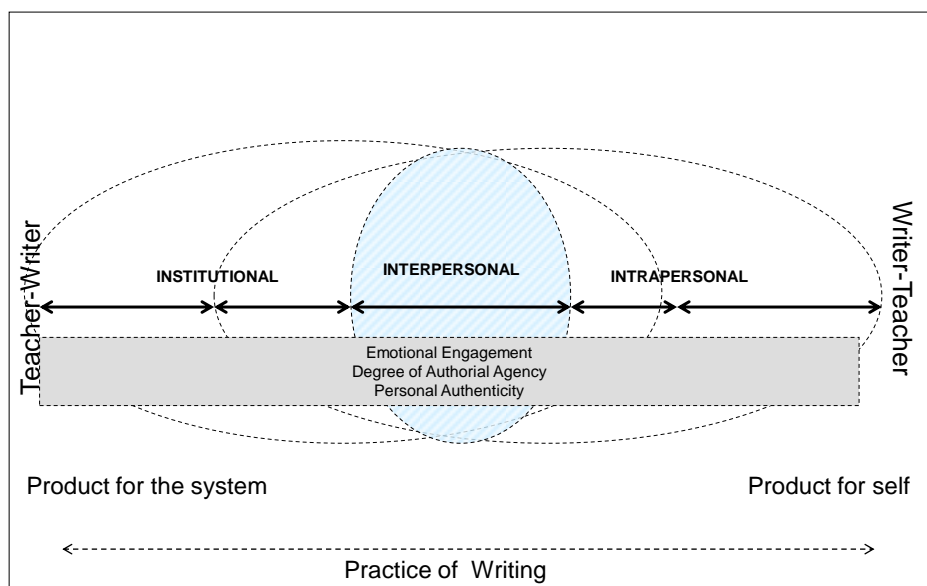 Teacher-Writer
Writer-Teacher
INSTITUTIONAL
INTERPERSONAL
INTRAPERSONAL
Emotional Engagement
Degree of Authorial Agency
Personal Authenticity
Product for the system
Product for self
Practice of Writing